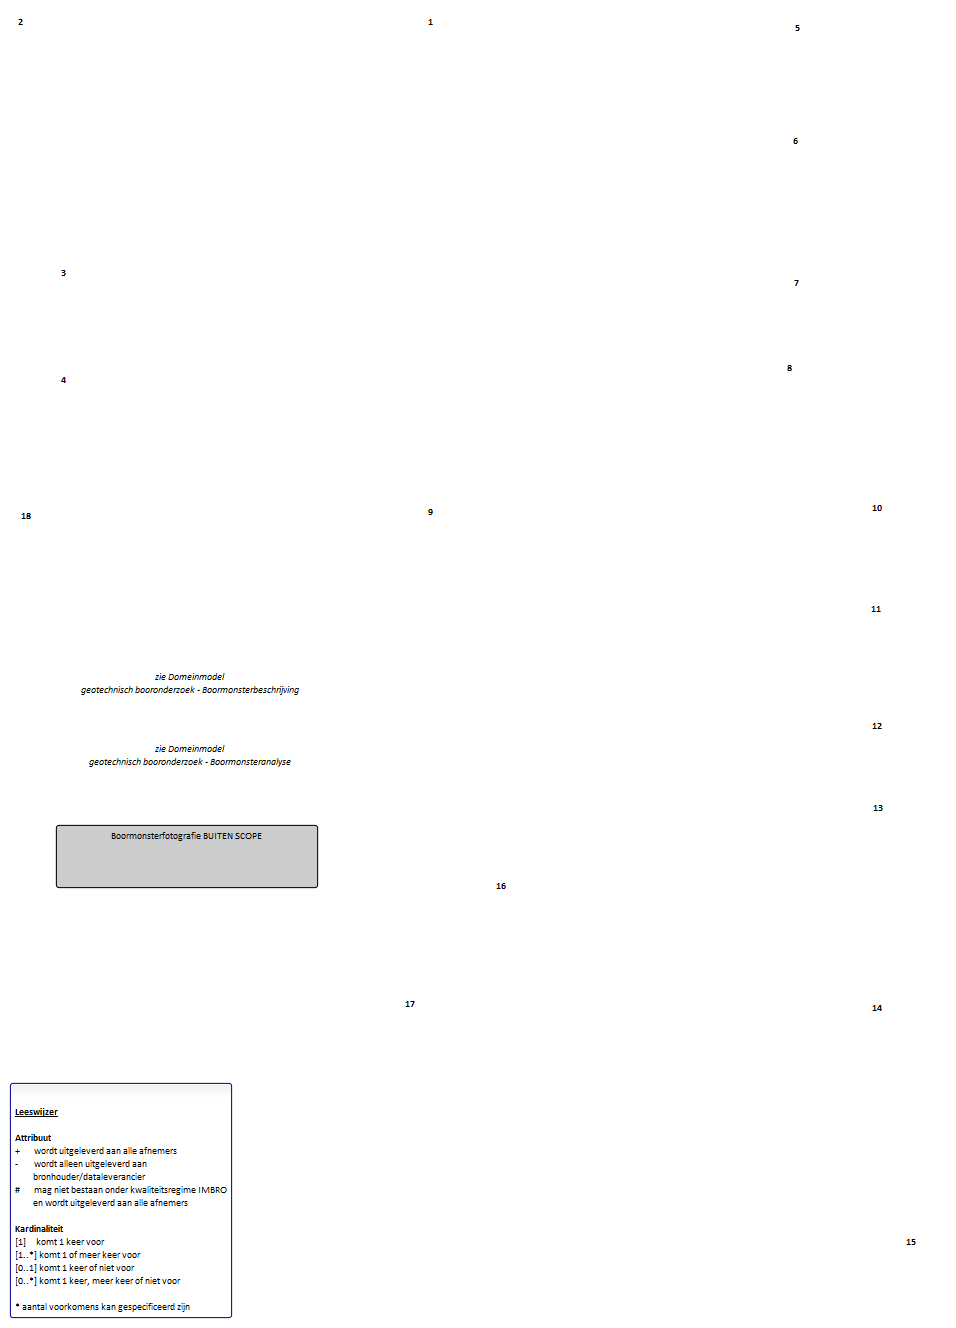 2
1
5
6
3
7
8
4
10
9
18
11
zie Domeinmodel
geotechnisch booronderzoek - Boormonsterbeschrijving
12
zie Domeinmodel
geotechnisch booronderzoek - Boormonsteranalyse
13
Boormonsterfotografie BUITEN SCOPE
16
17
14
Leeswijzer
Attribuut
+ wordt uitgeleverd aan alle afnemers
- wordt alleen uitgeleverd aan
bronhouder/dataleverancier
# mag niet bestaan onder kwaliteitsregime IMBRO
en wordt uitgeleverd aan alle afnemers
Kardinaliteit
[1] komt 1 keer voor
[1..*] komt 1 of meer keer voor
[0..1] komt 1 keer of niet voor
[0..*] komt 1 keer, meer keer of niet voor
* aantal voorkomens kan gespecificeerd zijn
15